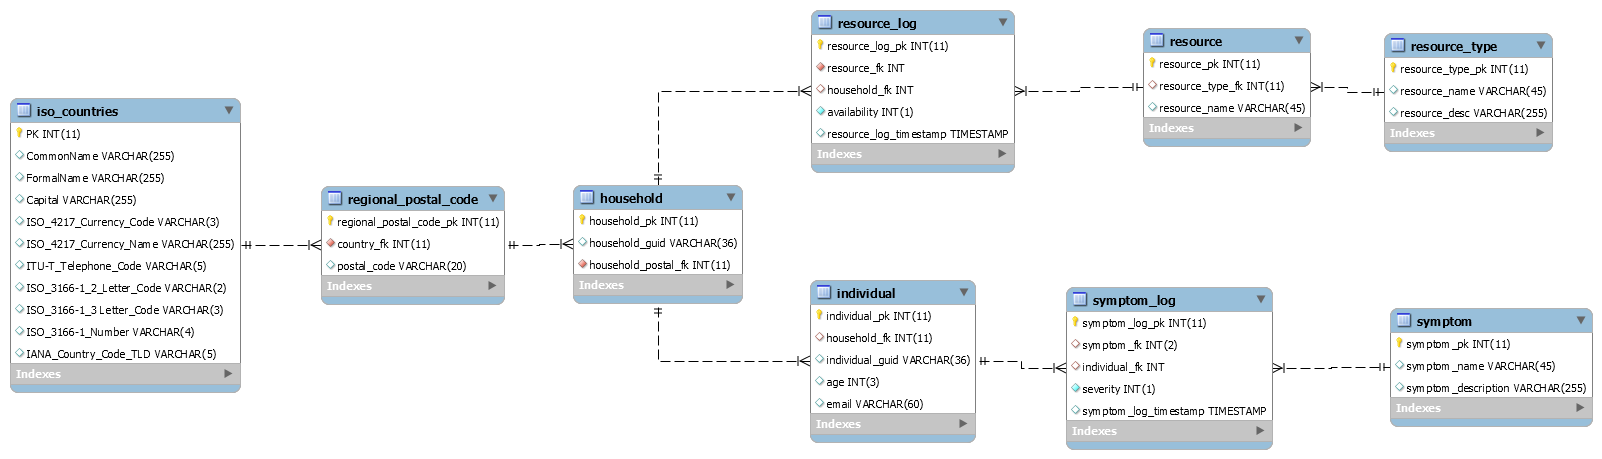 iso_countries
PK INT(11)
CommonName VARCHAR(255)
FormalName VARCHAR(255)
Capital VARCHAR(255)
ISO_4217_Currency_Code VARCHAR(3)
ISO_4217_Currency_Name VARCHAR(255)
ITU-T_Telephone_Code VARCHAR(5)
ISO_3166-1_2_Letter_Code VARCHAR(2)
ISO_3166-1_3 Letter_Code VARCHAR(3)
ISO_3166-1_Number VARCHAR(4)
IANA_Country_Code_TLD VARCHAR(5)
Indexes
regional_postal_code
regional_postal_code_pk INT(11)
country_fk INT(11)
postal_code VARCHAR(20)
Indexes
household
household_pk INT(11)
household_guid VARCHAR(36)
household_postal_fk INT(11)
Indexes
resource_log
resource_log_pk INT(11)
resource_fk INT
household_fk INT
availability INT(1)
resource_log_timestamp TIMESTAMP
Indexes
resource
resource_pk INT(11)
resource_type_fk INT(11)
resource_name VARCHAR(45)
Indexes
resource_type
resource_type_pk INT(11)
resource_name VARCHAR(45)
resource_desc VARCHAR(255)
Indexes
individual
individual_pk INT(11)
household_fk INT(11)
individual_guid VARCHAR(36)
age INT(3)
email VARCHAR(60)
Indexes
symptom_log
symptom_log_pk INT(11)
symptom_fk INT(2)
individual_fk INT
severity INT(1)
symptom_log_timestamp TIMESTAMP
Indexes
symptom
symptom_pk INT(11)
symptom_name VARCHAR(45)
symptom_description VARCHAR(255)
Indexes